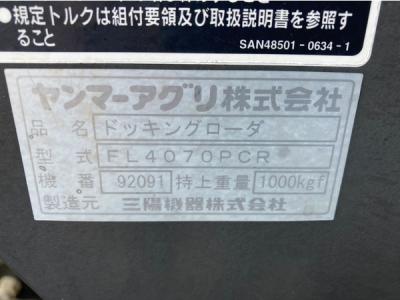 ●規定トルクは組付要領及び取扱説明書を参照す
ること
SAN48501-0634-1
ヤンマーアグリ株式会社
品名 ドッキングローダ
型式 FL4070PCR
機番 92091 持上重量 1000kgf
製造元 三陽機器株式会社